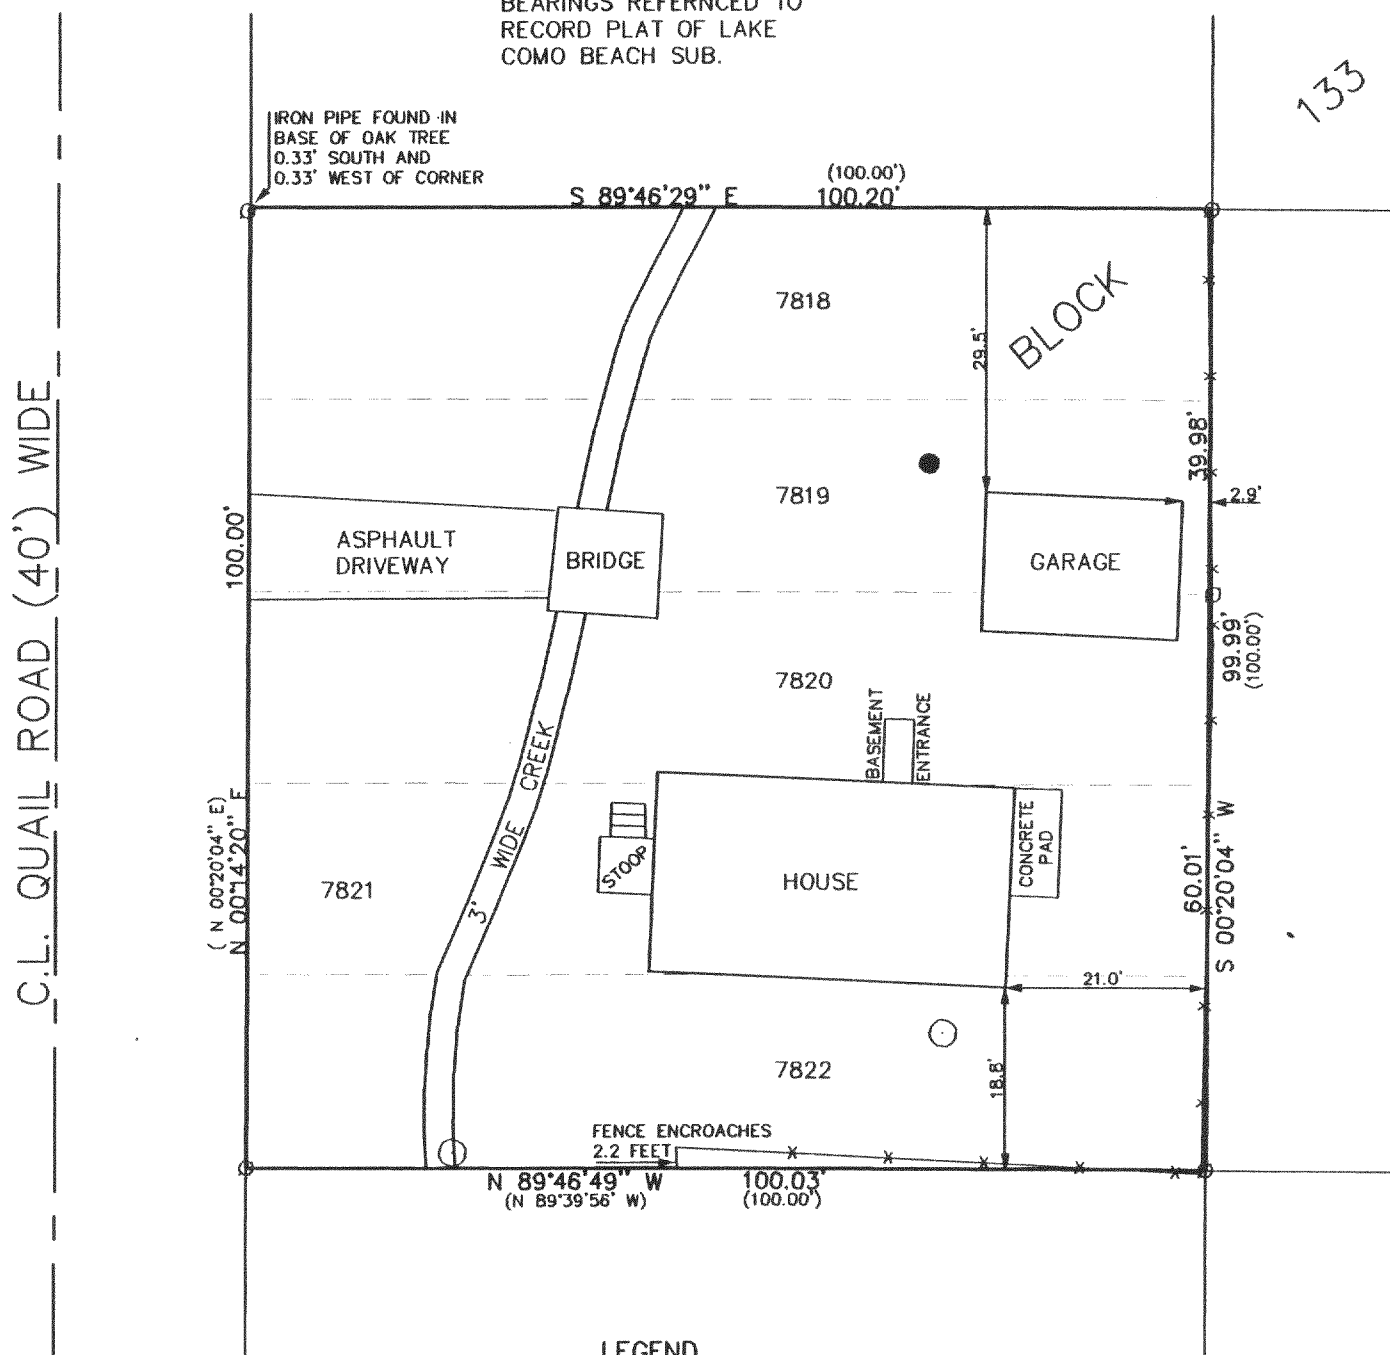 BEARINGS REFERNCED TO
RECORD PLAT OF LAKE
COMO BEACH SUB.
133
IRON PIPE FOUND IN
BASE OF OAK TREE
0.33' SOUTH AND
0.33' WEST OF CORNER
(100.00')
S 89°46'29" E 100.20'
7818
BLOCK
29.5'
39.98'
7819
2.9'
ASPHAULT
DRIVEWAY
BRIDGE
GARAGE
100.00'
C.L. QUAIL ROAD (40') WIDE
99.99'
(100.00')
7820
BASEMENT
ENTRANCE
3' WIDE CREEK
(N 00°20'04" E)
N 00°14'20" E
STOOP
HOUSE
CONCRETE
PAD
60.01'
S 00°20'04" W
7821
21.0'
7822
18.8'
FENCE ENCROACHES
2.2 FEET
N 89°46'49" W 100.03'
(N 89°39'56" W) (100.00')
LEGEND